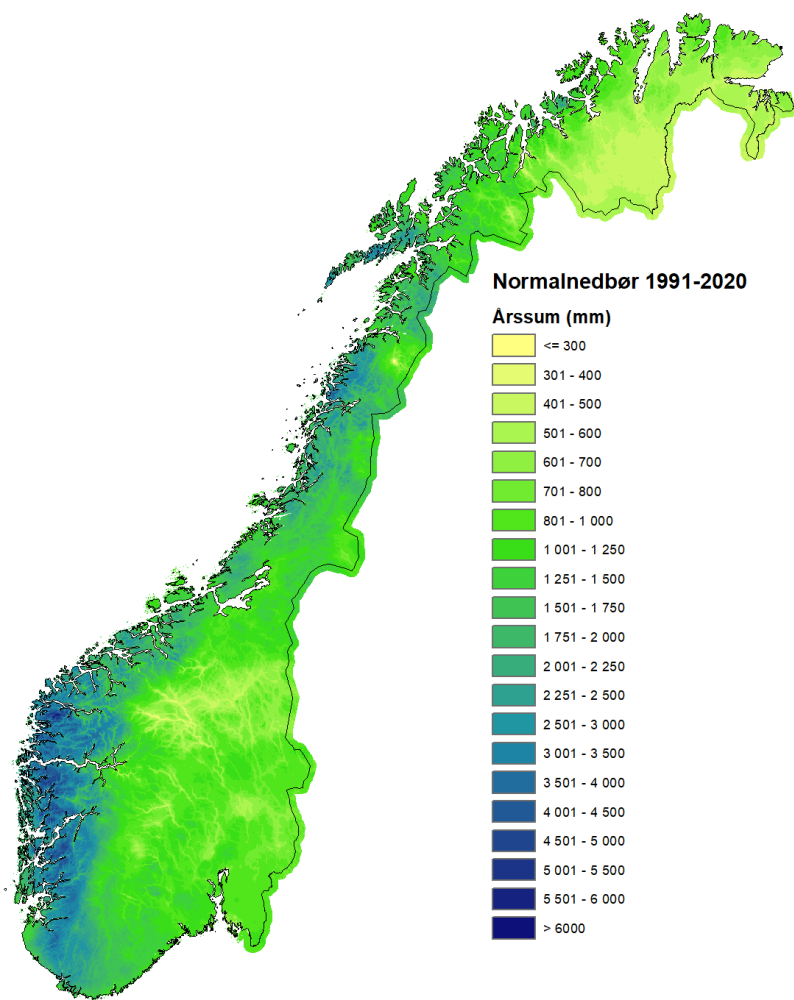 Normalnedbør 1991-2020
Årssum (mm)
<= 300
301 - 400
401 - 500
501 - 600
601 - 700
701 - 800
801 - 1 000
1 001 - 1 250
1 251 - 1 500
1 501 - 1 750
1 751 - 2 000
2 001 - 2 250
2 251 - 2 500
2 501 - 3 000
3 001 - 3 500
3 501 - 4 000
4 001 - 4 500
4 501 - 5 000
5 001 - 5 500
5 501 - 6 000
> 6000